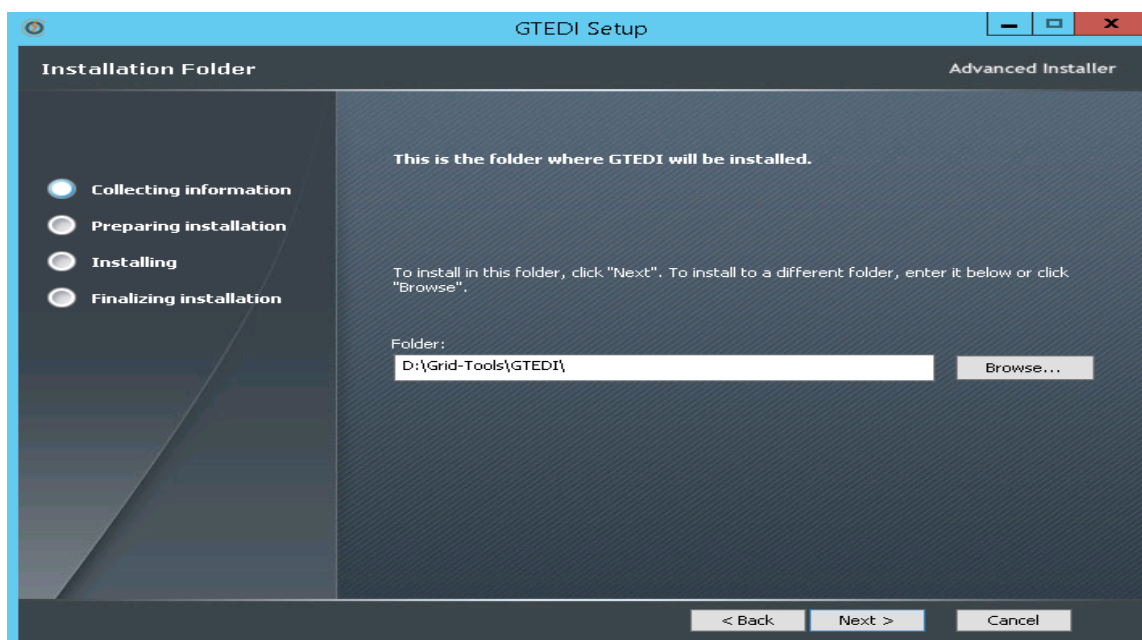 GTEDI Setup
Installation Folder
Advanced Installer
This is the folder where GTEDI will be installed.
Collecting information
Preparing installation
Installing
Finalizing installation
To install in this folder, click "Next". To install to a different folder, enter it below or click
"Browse".
Folder:
D:\Grid-Tools\GTEDI\
Browse...
< Back
Next >
Cancel